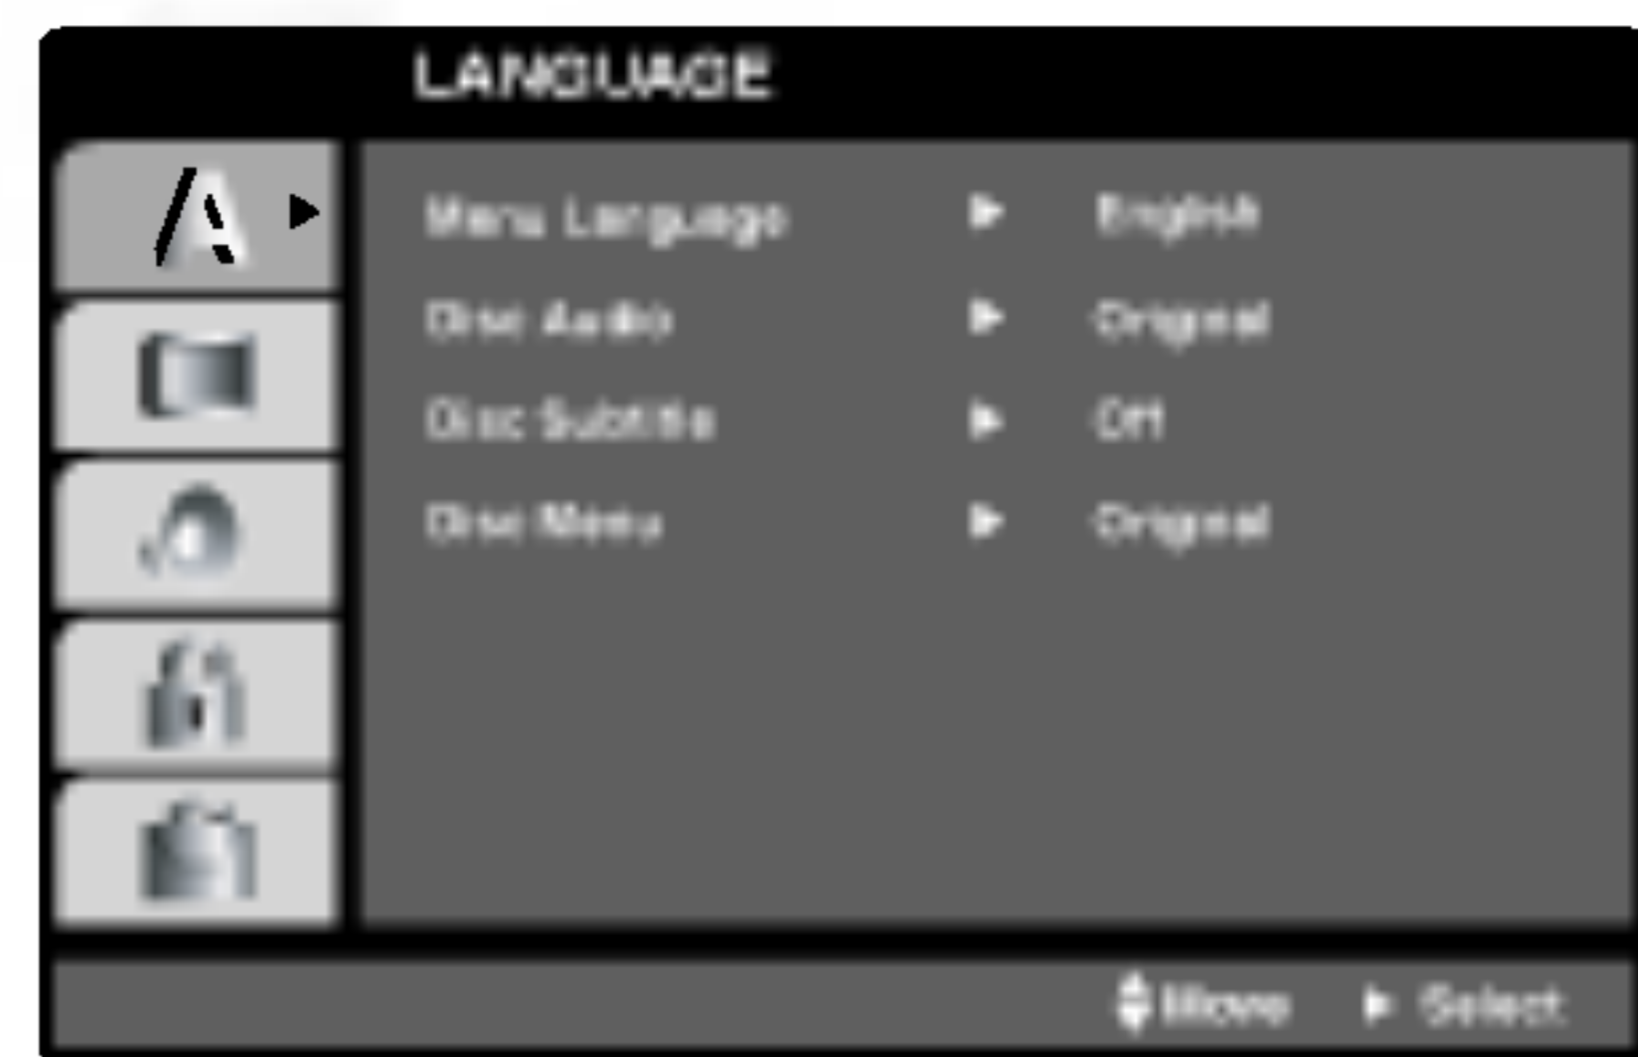 LANGUAGE
Menu Language ► English
Disc Audio ► Original
Disc Subtitle ► Off
Disc Menu ► Original
Move ► Select